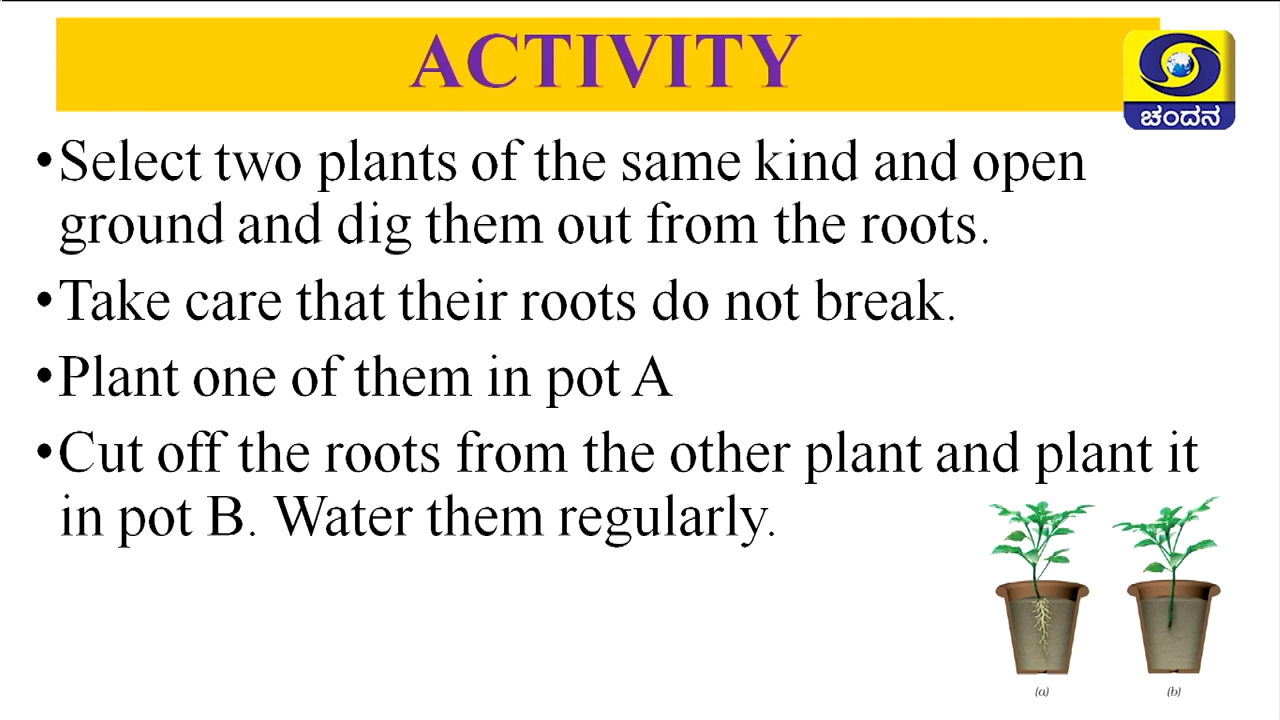 ACTIVITY
ಚಂದನ
•Select two plants of the same kind and open
ground and dig them out from the roots.
•Take care that their roots do not break.
•Plant one of them in pot A
•Cut off the roots from the other plant and plant it
in pot B. Water them regularly.
(a) (b)